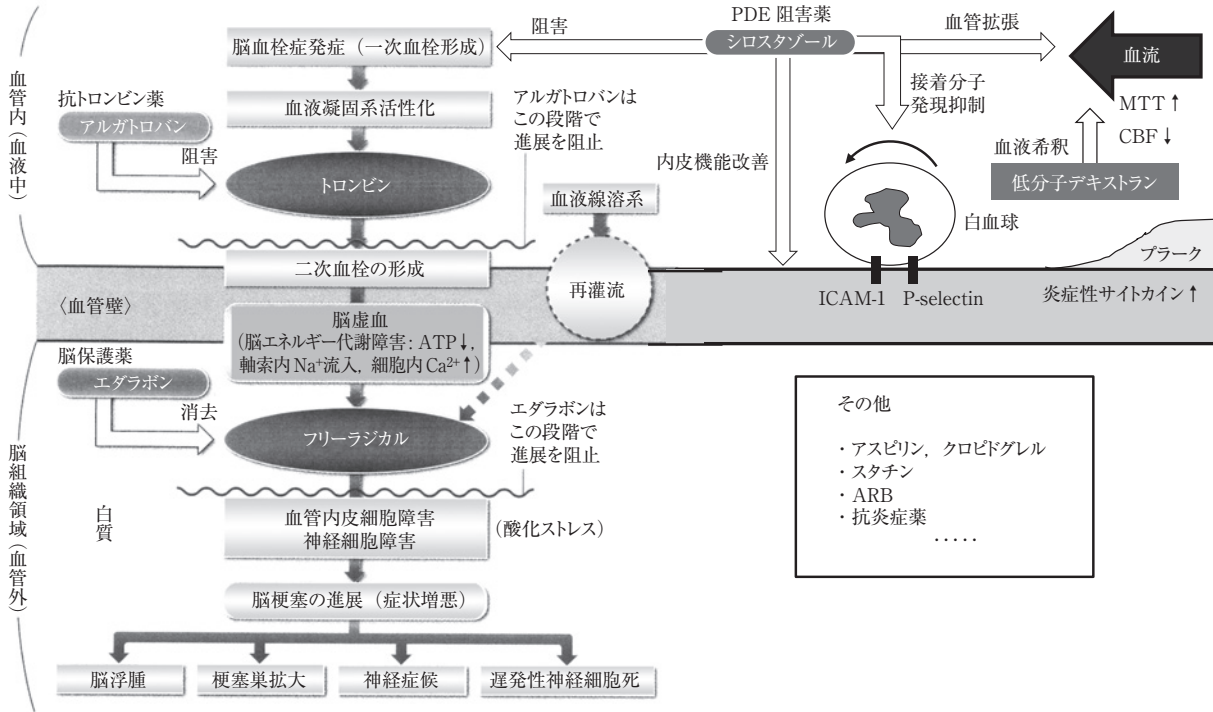 血管内（血液中）
脳血栓症発症（一次血栓形成）
血液凝固系活性化
抗トロンビン薬
アルガトロバン
阻害
トロンビン
アルガトロバンは
この段階で
進展を阻止
血液線溶系
再灌流
二次血栓の形成
〈血管壁〉
脳虚血
(脳エネルギー代謝障害: ATP↓,
軸索内Na⁺流入, 細胞内Ca²⁺↑)
脳保護薬
エダラボン
消去
フリーラジカル
エダラボンは
この段階で
進展を阻止
脳組織領域（血管外）
白質
血管内皮細胞障害
神経細胞障害
(酸化ストレス)
脳梗塞の進展（症状増悪）
脳浮腫
梗塞巣拡大
神経症候
遅発性神経細胞死
阻害
PDE 阻害薬
シロスタゾール
血管拡張
血流
接着分子
発現抑制
MTT↑
CBF↓
血液希釈
低分子デキストラン
内皮機能改善
白血球
プラーク
ICAM-1
P-selectin
炎症性サイトカイン↑
その他
・アスピリン, クロピドグレル
・スタチン
・ARB
・抗炎症薬
・・・・・